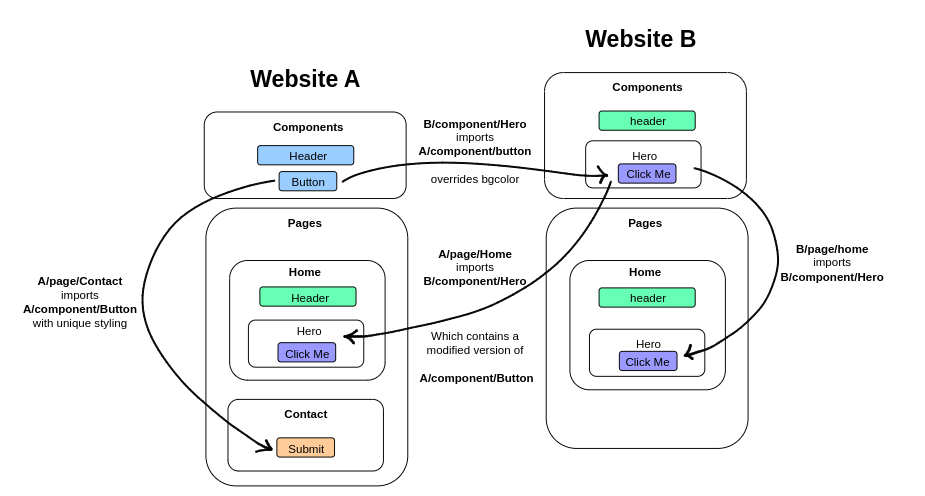 Website A
Components
Header
Button
Pages
Home
Header
Hero
Click Me
Contact
Submit
A/page/Contact
imports
A/component/Button
with unique styling
B/component/Hero
imports
A/component/button
overrides bgcolor
A/page/Home
imports
B/component/Hero
Which contains a
modified version of
A/component/Button
Website B
Components
header
Hero
Click Me
Pages
Home
header
Hero
Click Me
B/page/home
imports
B/component/Hero